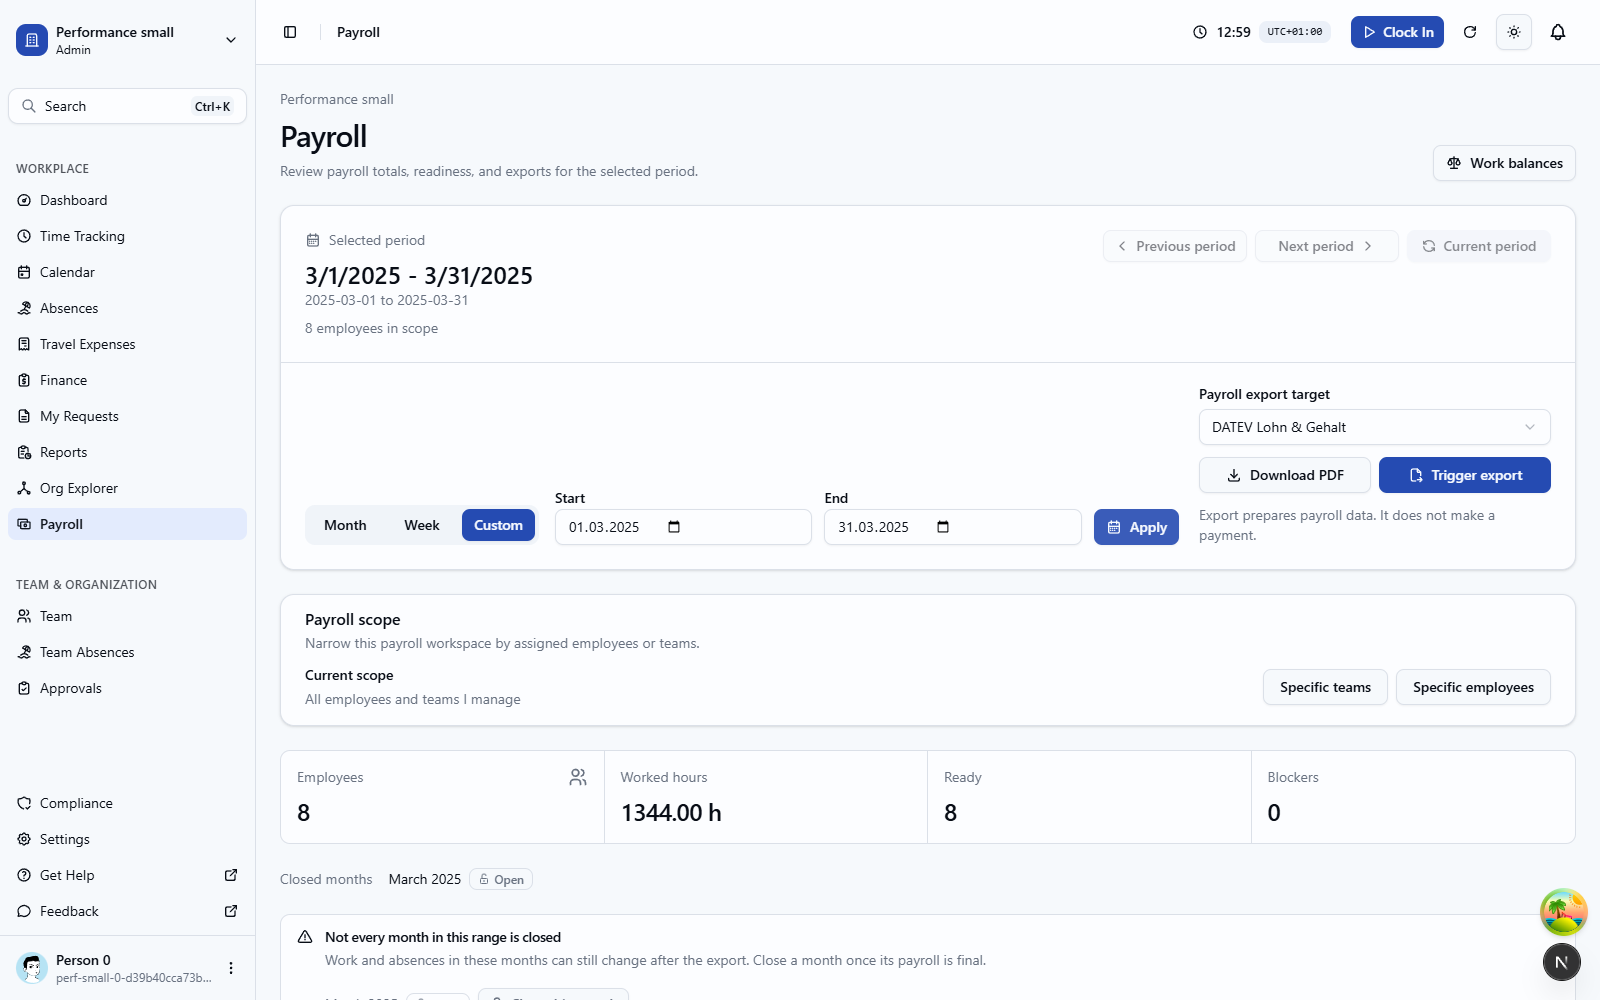 Performance small
Admin
Search
Ctrl+K
WORKPLACE
Dashboard
Time Tracking
Calendar
Absences
Travel Expenses
Finance
My Requests
Reports
Org Explorer
Payroll
TEAM & ORGANIZATION
Team
Team Absences
Approvals
Compliance
Settings
Get Help
Feedback
Person 0
perf-small-0-d39b40cca73b...
Payroll
12:59
UTC+01:00
Clock In
Performance small
Payroll
Review payroll totals, readiness, and exports for the selected period.
Work balances
Selected period
3/1/2025 - 3/31/2025
2025-03-01 to 2025-03-31
8 employees in scope
Previous period
Next period
Current period
Month
Week
Custom
Start
01.03.2025
End
31.03.2025
Apply
Payroll export target
DATEV Lohn & Gehalt
Download PDF
Trigger export
Export prepares payroll data. It does not make a
payment.
Payroll scope
Narrow this payroll workspace by assigned employees or teams.
Current scope
All employees and teams I manage
Specific teams
Specific employees
Employees
8
Worked hours
1344.00 h
Ready
8
Blockers
0
Closed months
March 2025
Open
Not every month in this range is closed
Work and absences in these months can still change after the export. Close a month once its payroll is final.
N